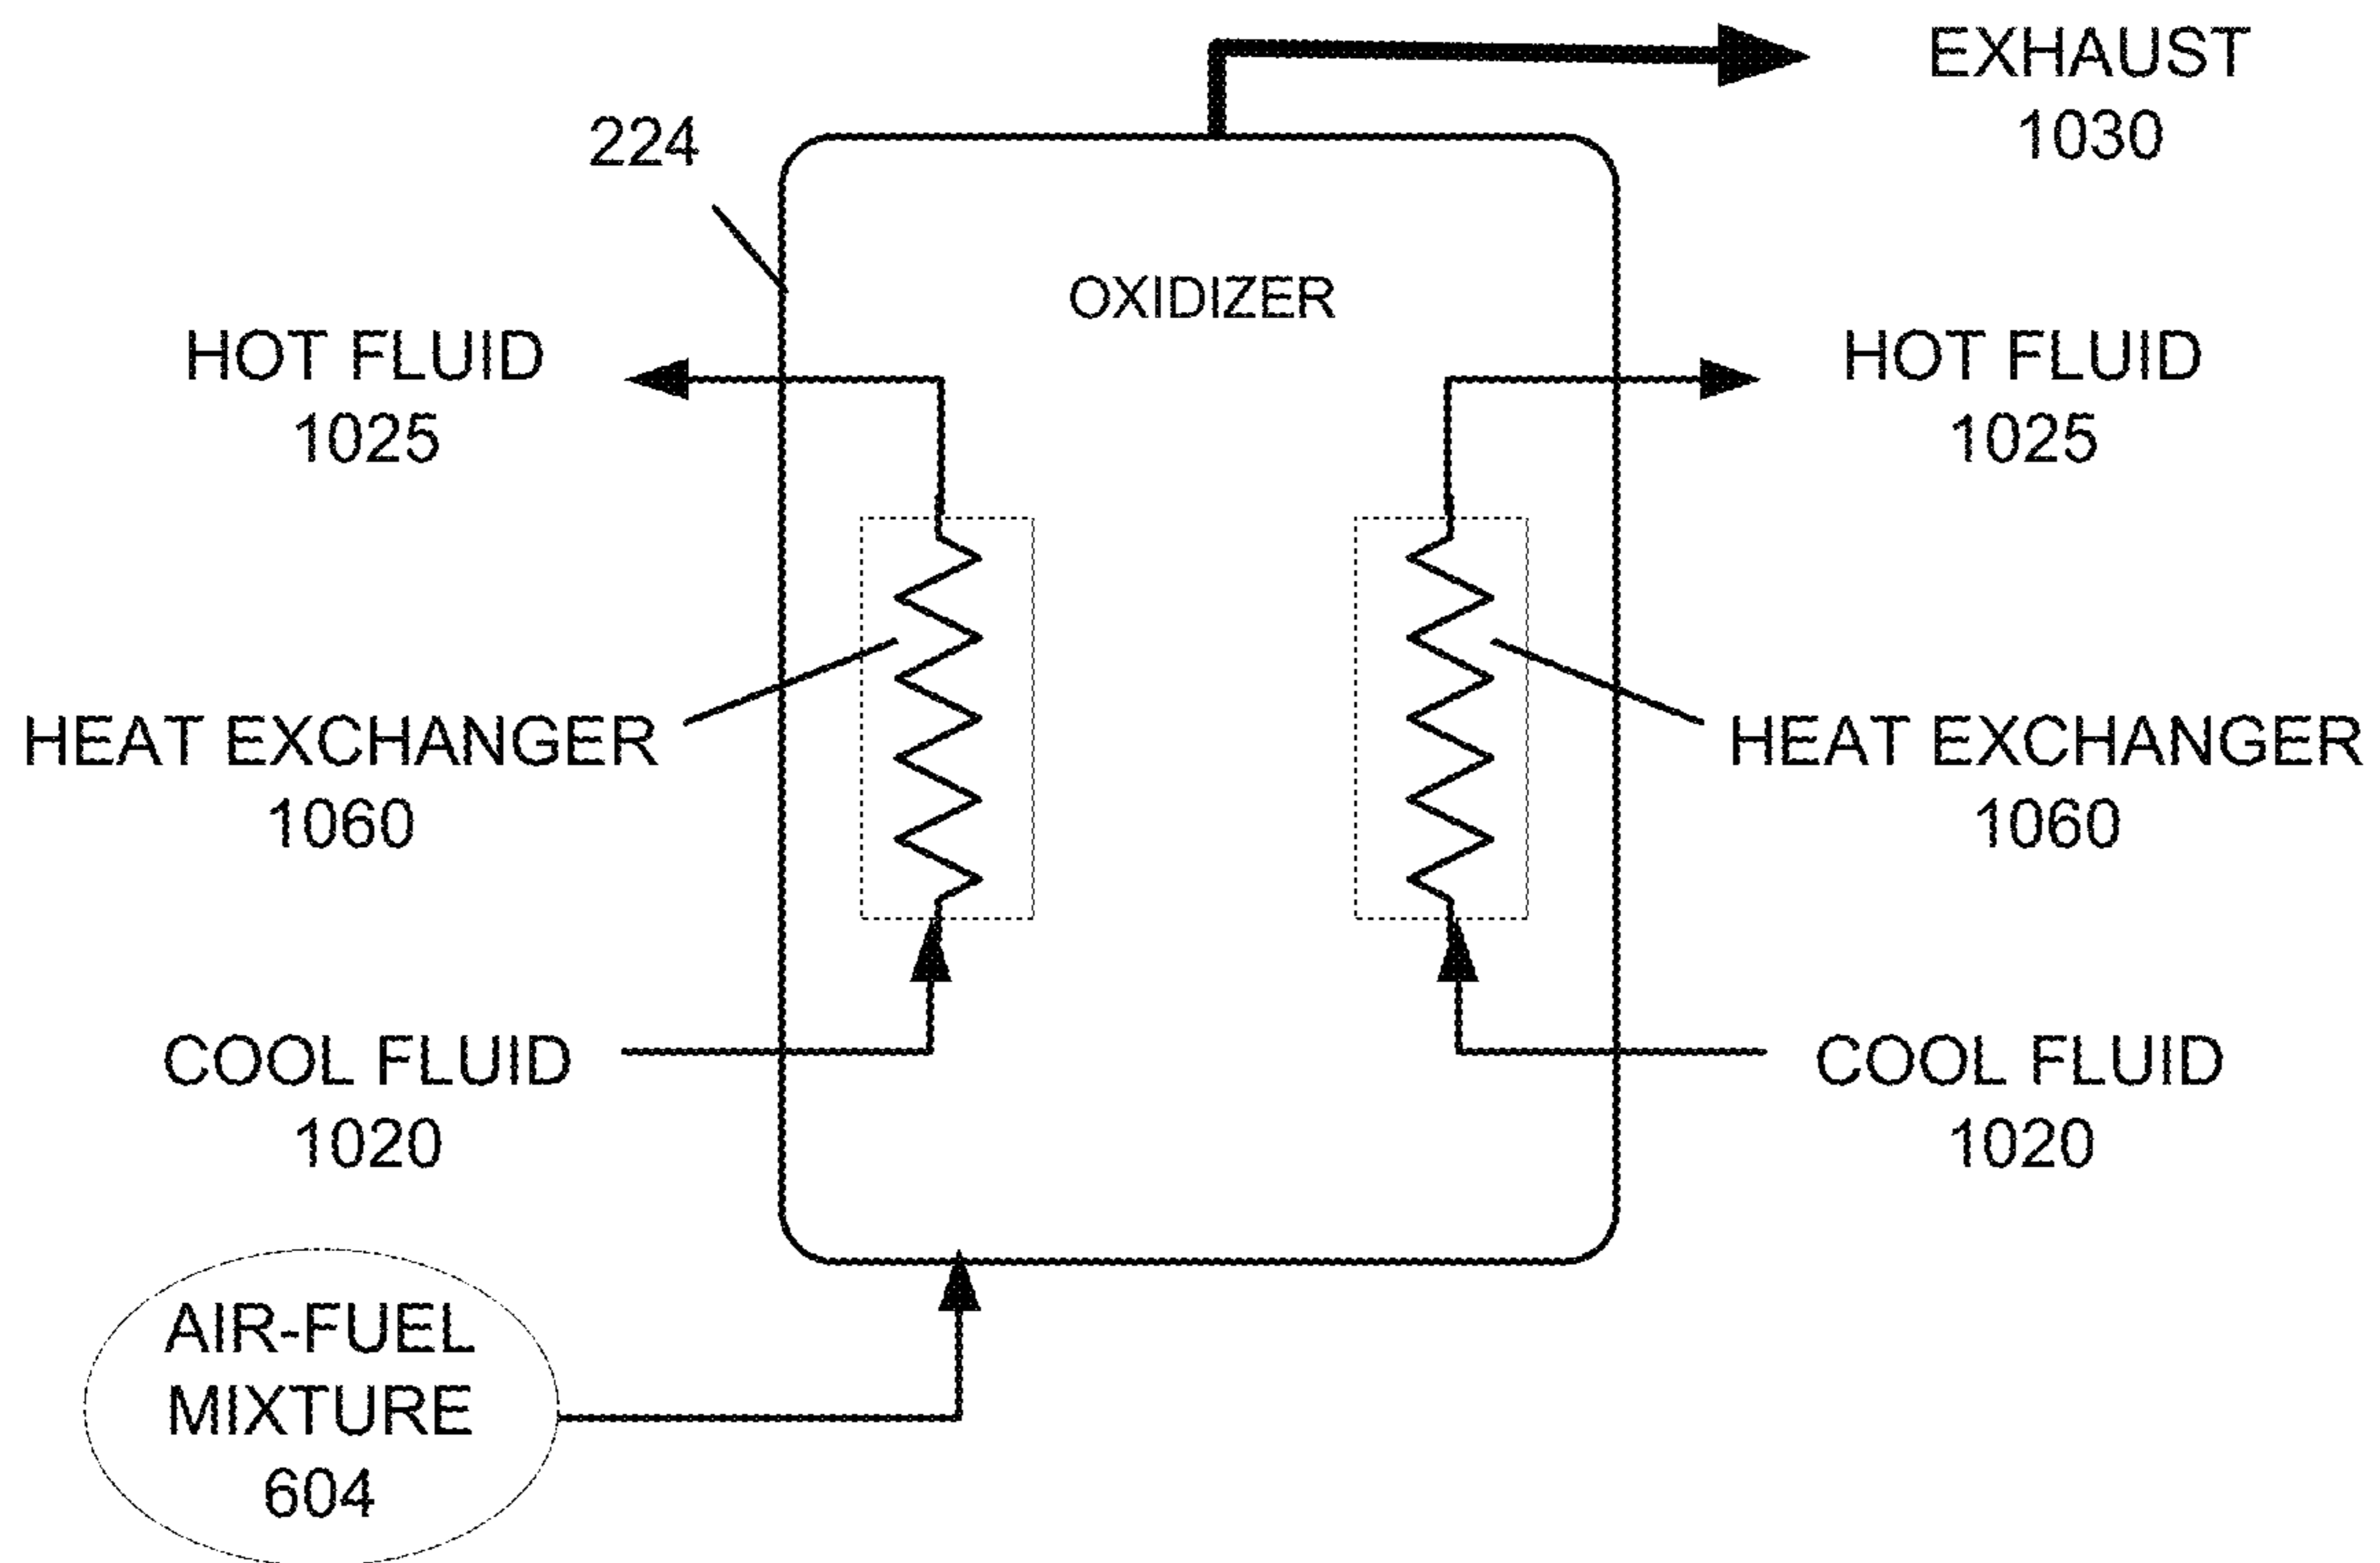 EXHAUST
1030
224
OXIDIZER
HOT FLUID
1025
HOT FLUID
1025
HEAT EXCHANGER
1060
HEAT EXCHANGER
1060
COOL FLUID
1020
COOL FLUID
1020
AIR-FUEL
MIXTURE
604